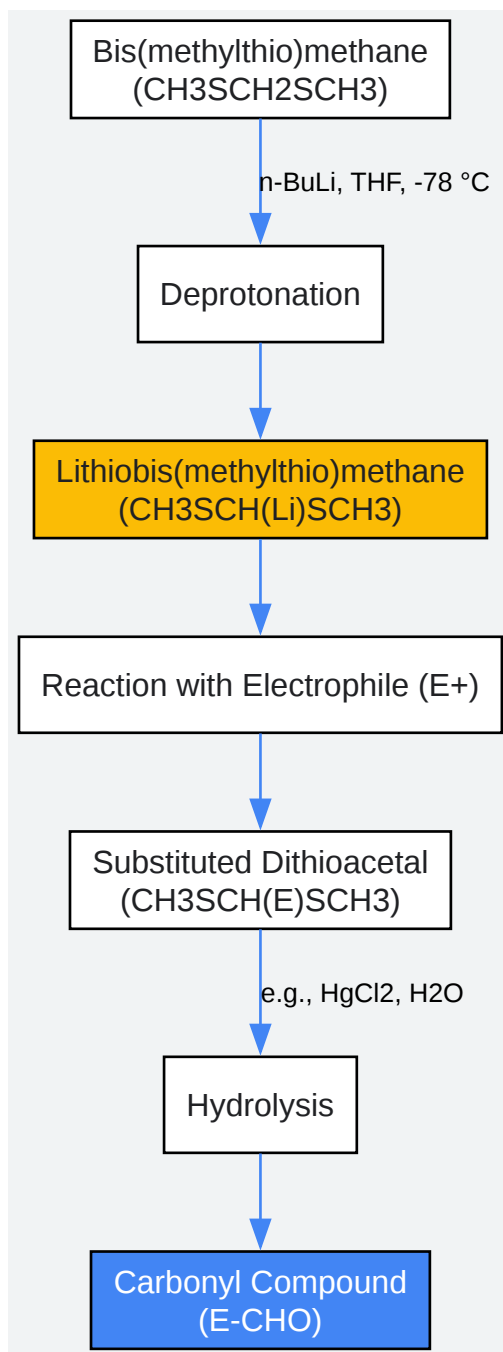 Bis(methylthio)methane
(CH3SCH2SCH3)
n-BuLi, THF, -78 °C
Deprotonation
Lithiobis(methylthio)methane
(CH3SCH(Li)SCH3)
Reaction with Electrophile (E+)
Substituted Dithioacetal
(CH3SCH(E)SCH3)
e.g., HgCl2, H2O
Hydrolysis
Carbonyl Compound
(E-CHO)